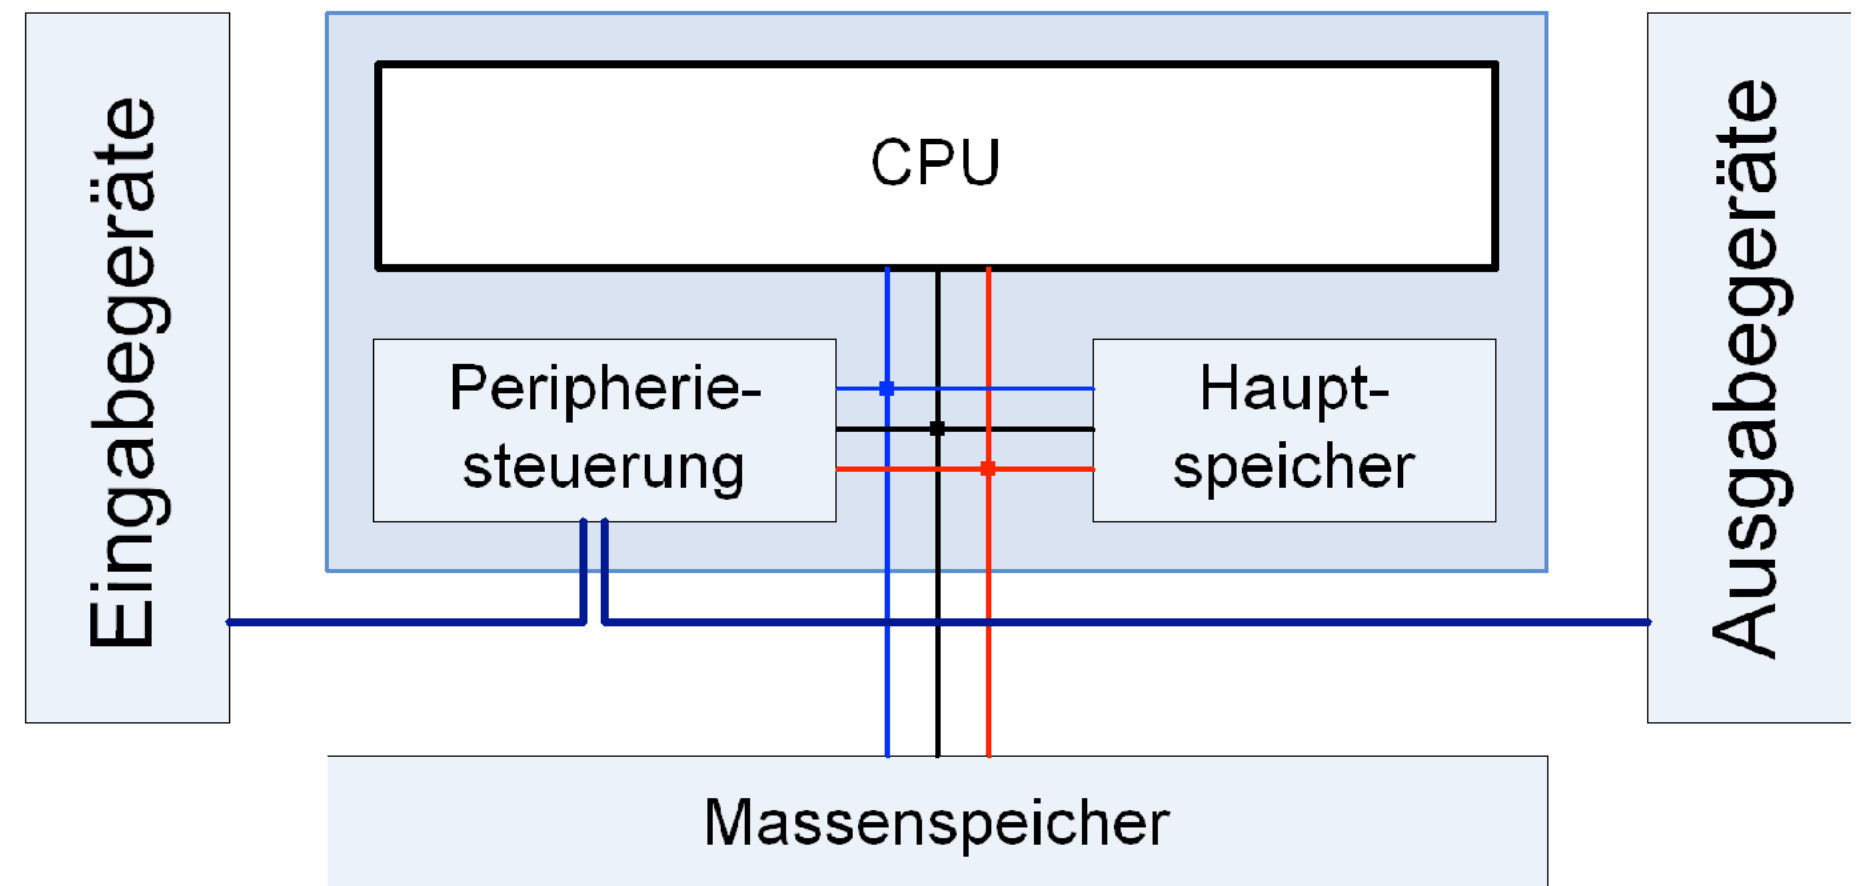 Eingabegeräte
CPU
Peripherie-
steuerung
Haupt-
speicher
Ausgabegeräte
Massenspeicher